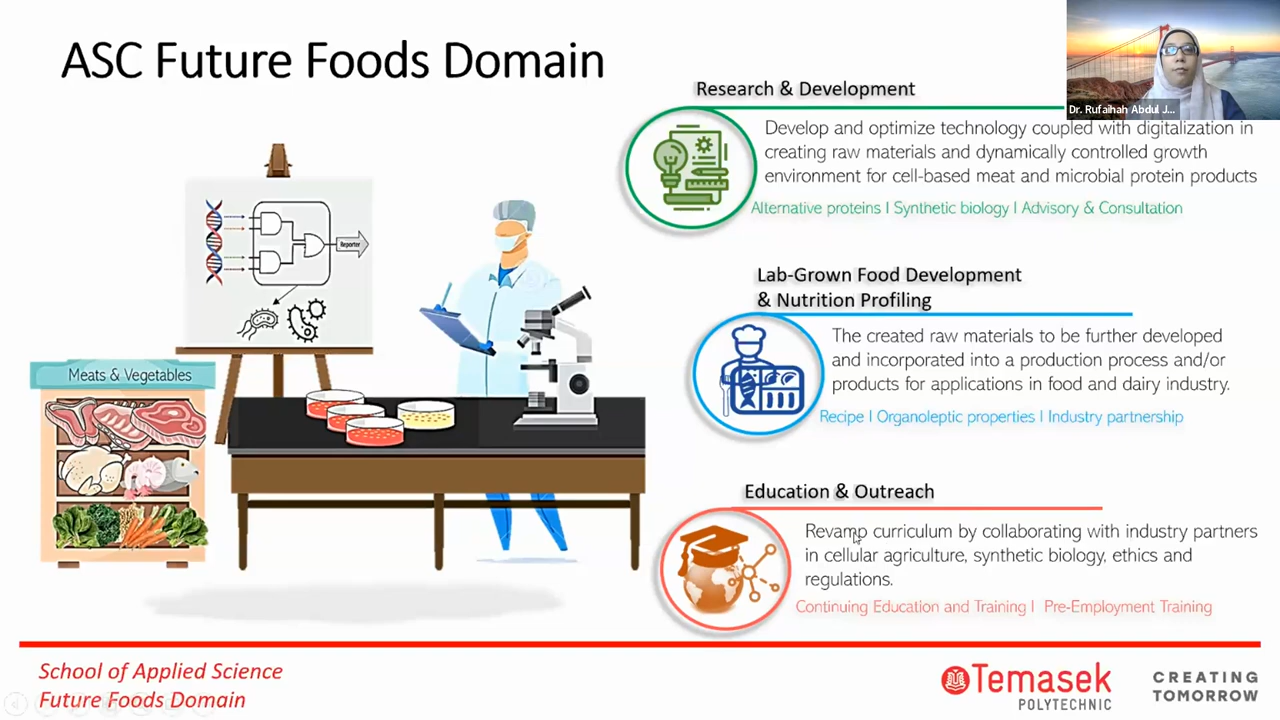 ASC Future Foods Domain
Dr. Rufaihah Abdul J...
Research & Development
Develop and optimize technology coupled with digitalization in
creating raw materials and dynamically controlled growth
environment for cell-based meat and microbial protein products
Alternative proteins I Synthetic biology I Advisory & Consultation
Reporter
Meats & Vegetables
Lab-Grown Food Development
& Nutrition Profiling
The created raw materials to be further developed
and incorporated into a production process and/or
products for applications in food and dairy industry.
Recipe I Organoleptic properties I Industry partnership
Education & Outreach
Revamp curriculum by collaborating with industry partners
in cellular agriculture, synthetic biology, ethics and
regulations.
Continuing Education and Training I Pre-Employment Training
School of Applied Science
Future Foods Domain
Temasek
POLYTECHNIC
CREATING
TOMORROW